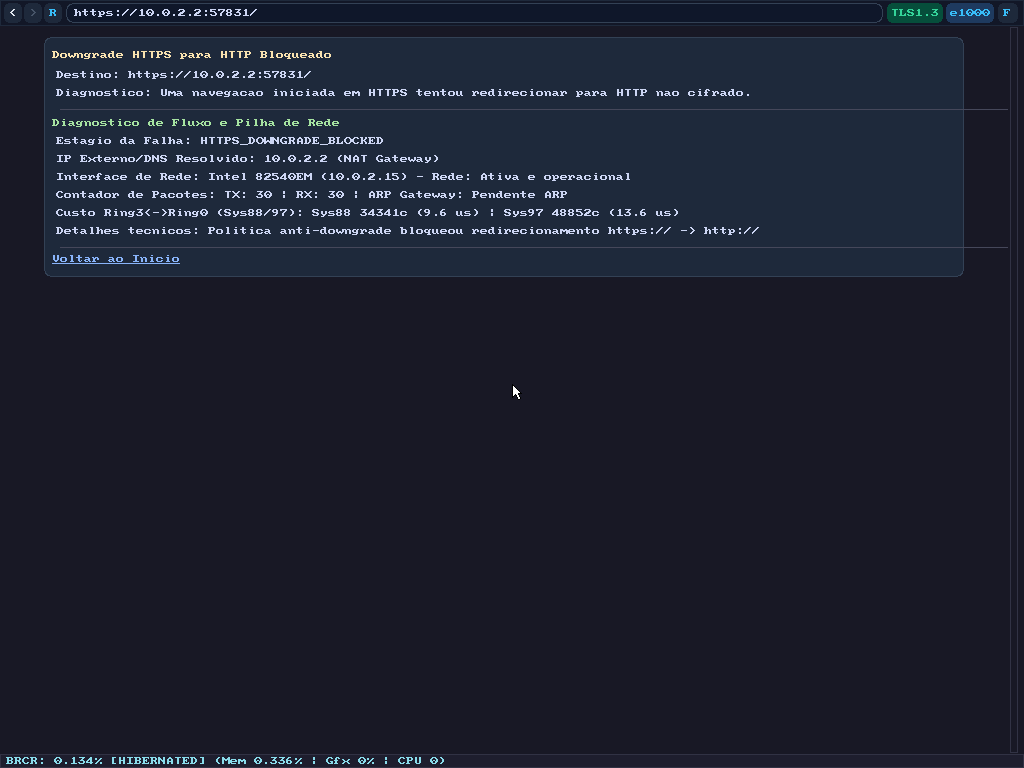 < > R https://10.0.2.2:57831/ TLS1.3 e1000 F
Downgrade HTTPS para HTTP Bloqueado
Destino: https://10.0.2.2:57831/
Diagnostico: Uma navegacao iniciada em HTTPS tentou redirecionar para HTTP nao cifrado.
Diagnostico de Fluxo e Pilha de Rede
Estagio da Falha: HTTPS_DOWNGRADE_BLOCKED
IP Externo/DNS Resolvido: 10.0.2.2 (NAT Gateway)
Interface de Rede: Intel 82540EM (10.0.2.15) - Rede: Ativa e operacional
Contador de Pacotes: TX: 30 | RX: 30 | ARP Gateway: Pendente ARP
Custo Ring3<->Ring0 (Sys88/97): Sys88 34341c (9.6 us) | Sys97 48852c (13.6 us)
Detalhes tecnicos: Politica anti-downgrade bloqueou redirecionamento https:// -> http://
Voltar ao Inicio
BRCR: 0.134% [HIBERNATED] (Mem 0.336% | Gfx 0% | CPU 0)